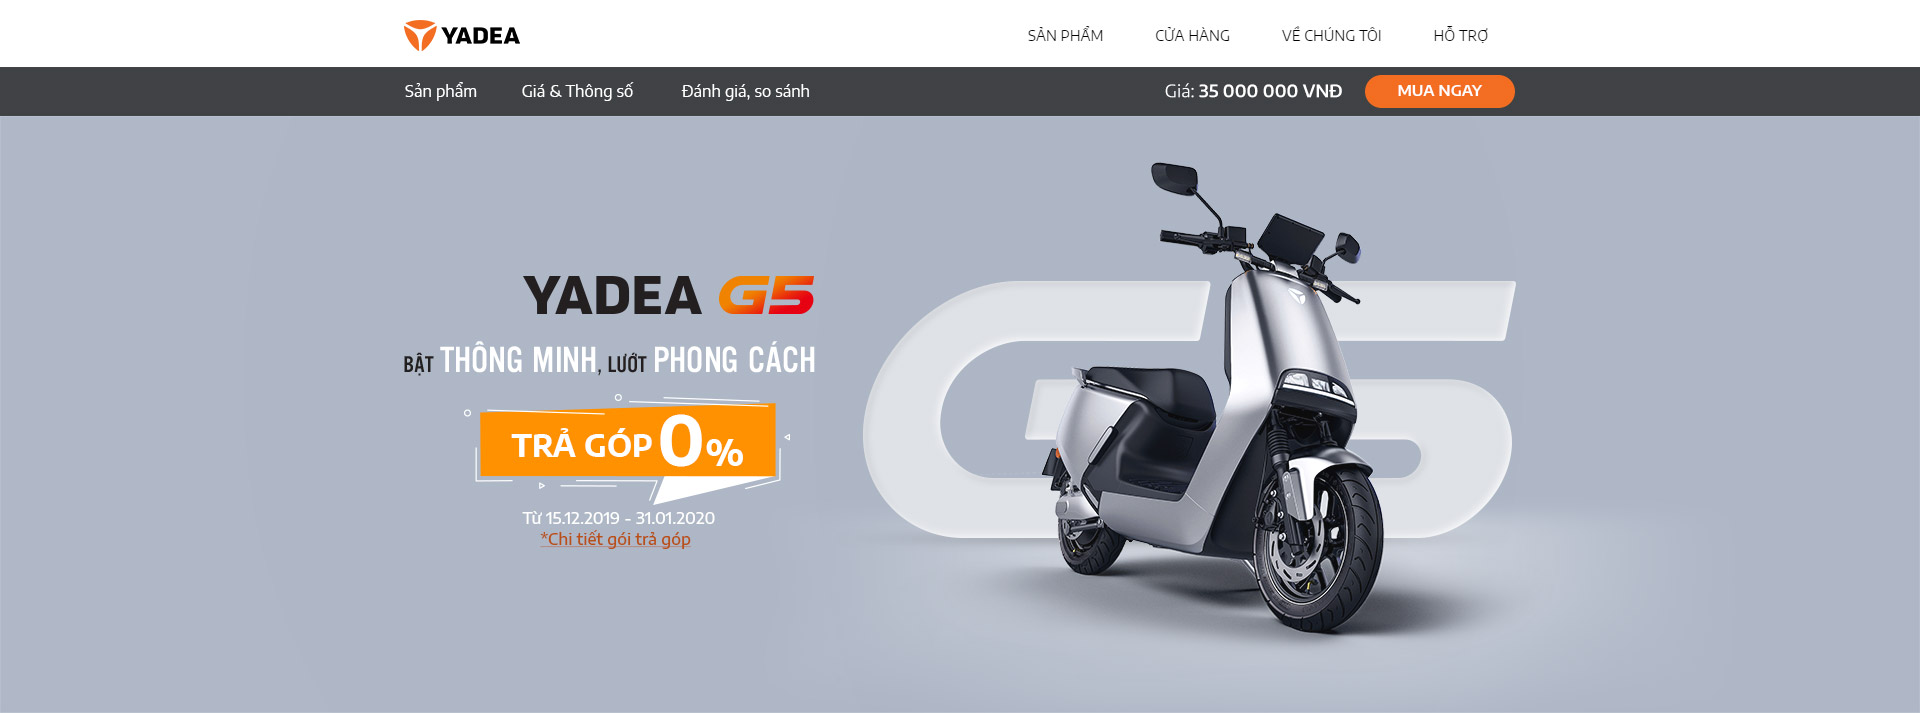 YADEA
SẢN PHẨM
CỬA HÀNG
VỀ CHÚNG TÔI
HỖ TRỢ
Sản phẩm
Giá & Thông số
Đánh giá, so sánh
Giá: 35 000 000 VNĐ
MUA NGAY
YADEA G5
BẬT THÔNG MINH, LƯỚT PHONG CÁCH
TRẢ GÓP 0%
Từ 15.12.2019 - 31.01.2020
*Chi tiết gói trả góp
G5